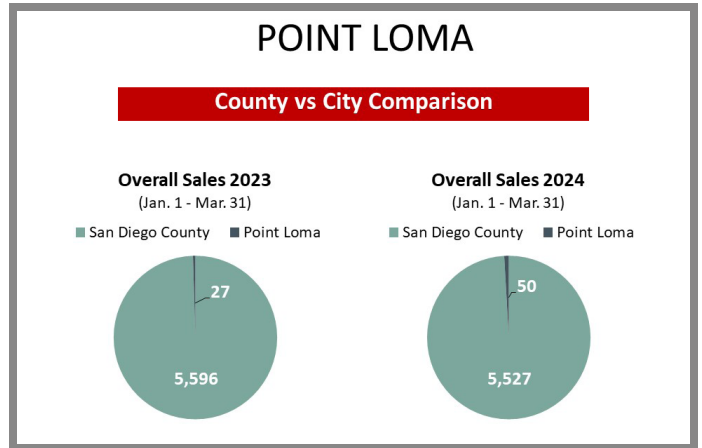 POINT LOMA
County vs City Comparison
Overall Sales 2023
(Jan. 1 - Mar. 31)
San Diego County Point Loma
27
5,596
Overall Sales 2024
(Jan. 1 - Mar. 31)
San Diego County Point Loma
50
5,527